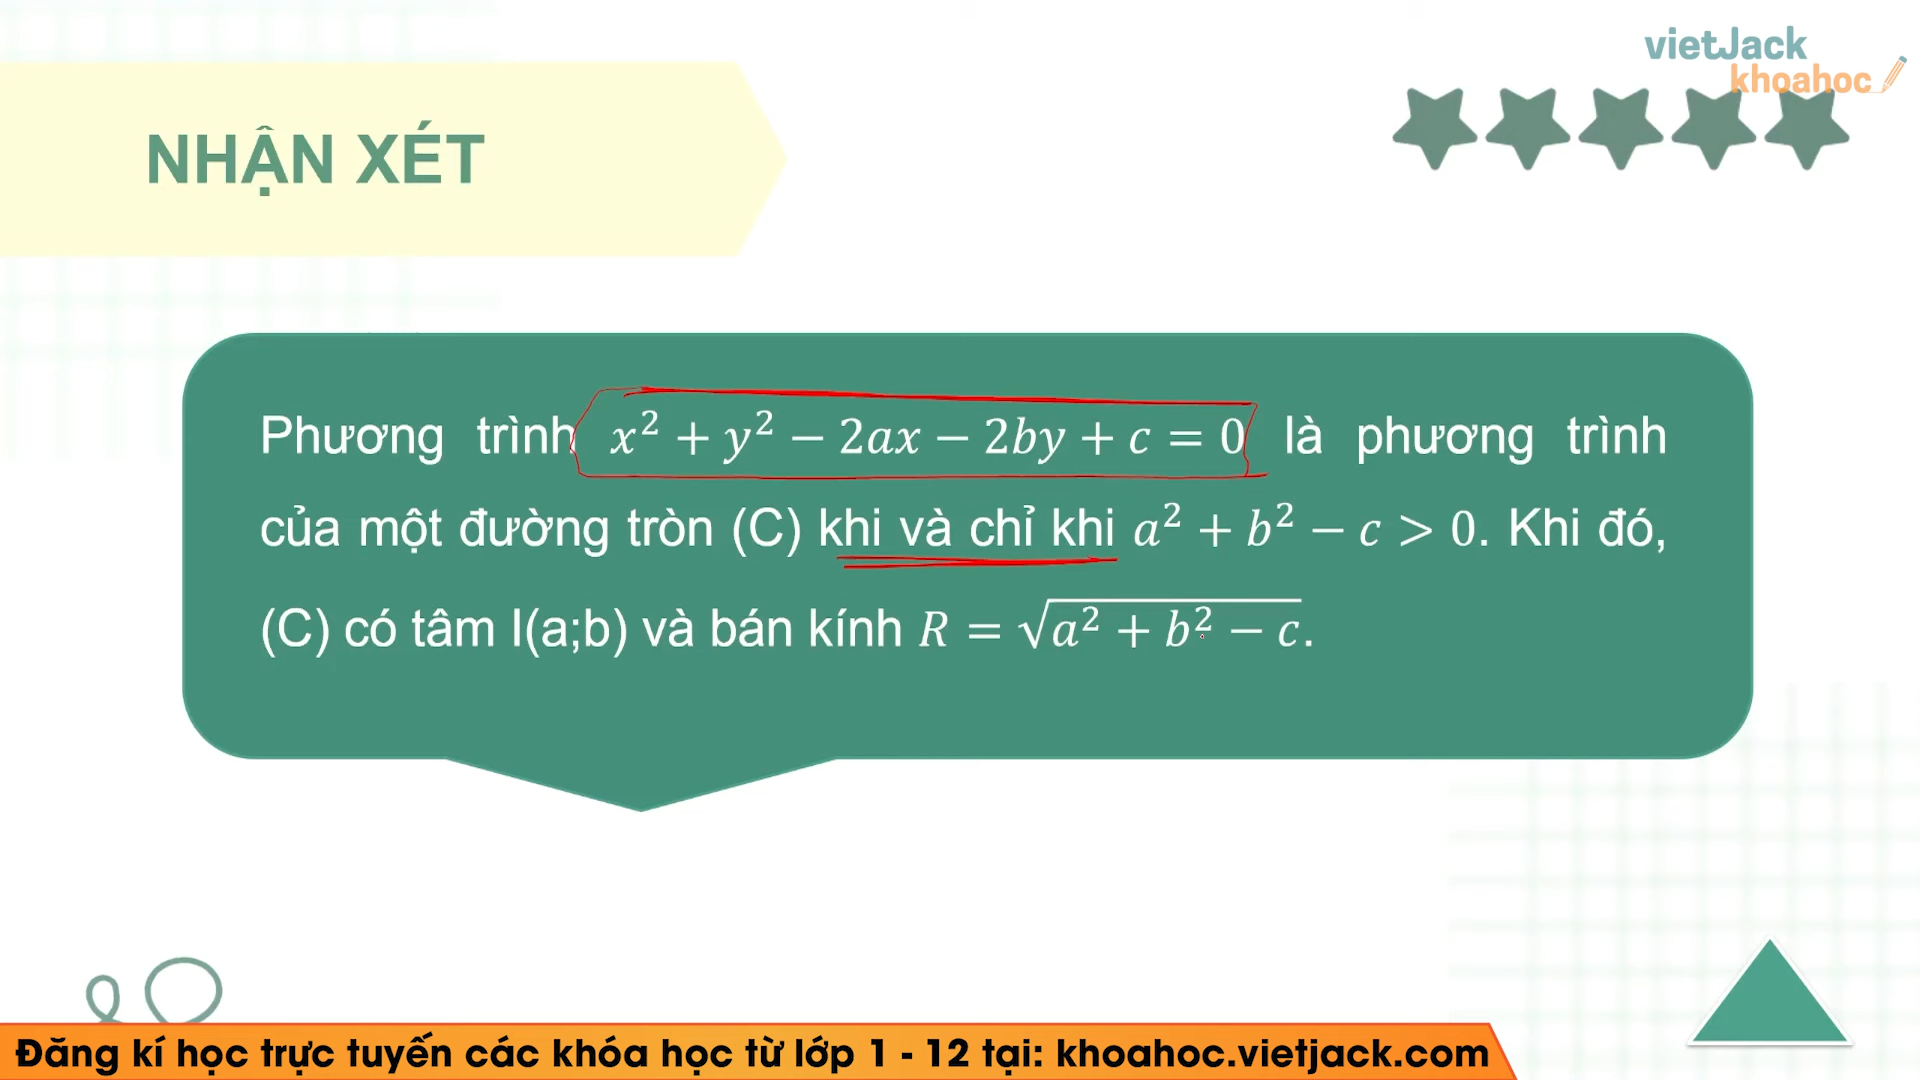 vietJack
khoahoc
NHẬN XÉT
Phương trình x² + y² − 2ax − 2by + c = 0 là phương trình
của một đường tròn (C) khi và chỉ khi a² + b² − c > 0. Khi đó,
(C) có tâm I(a;b) và bán kính R = √(a² + b² − c).
Đăng kí học trực tuyến các khóa học từ lớp 1 - 12 tại: khoahoc.vietjack.com